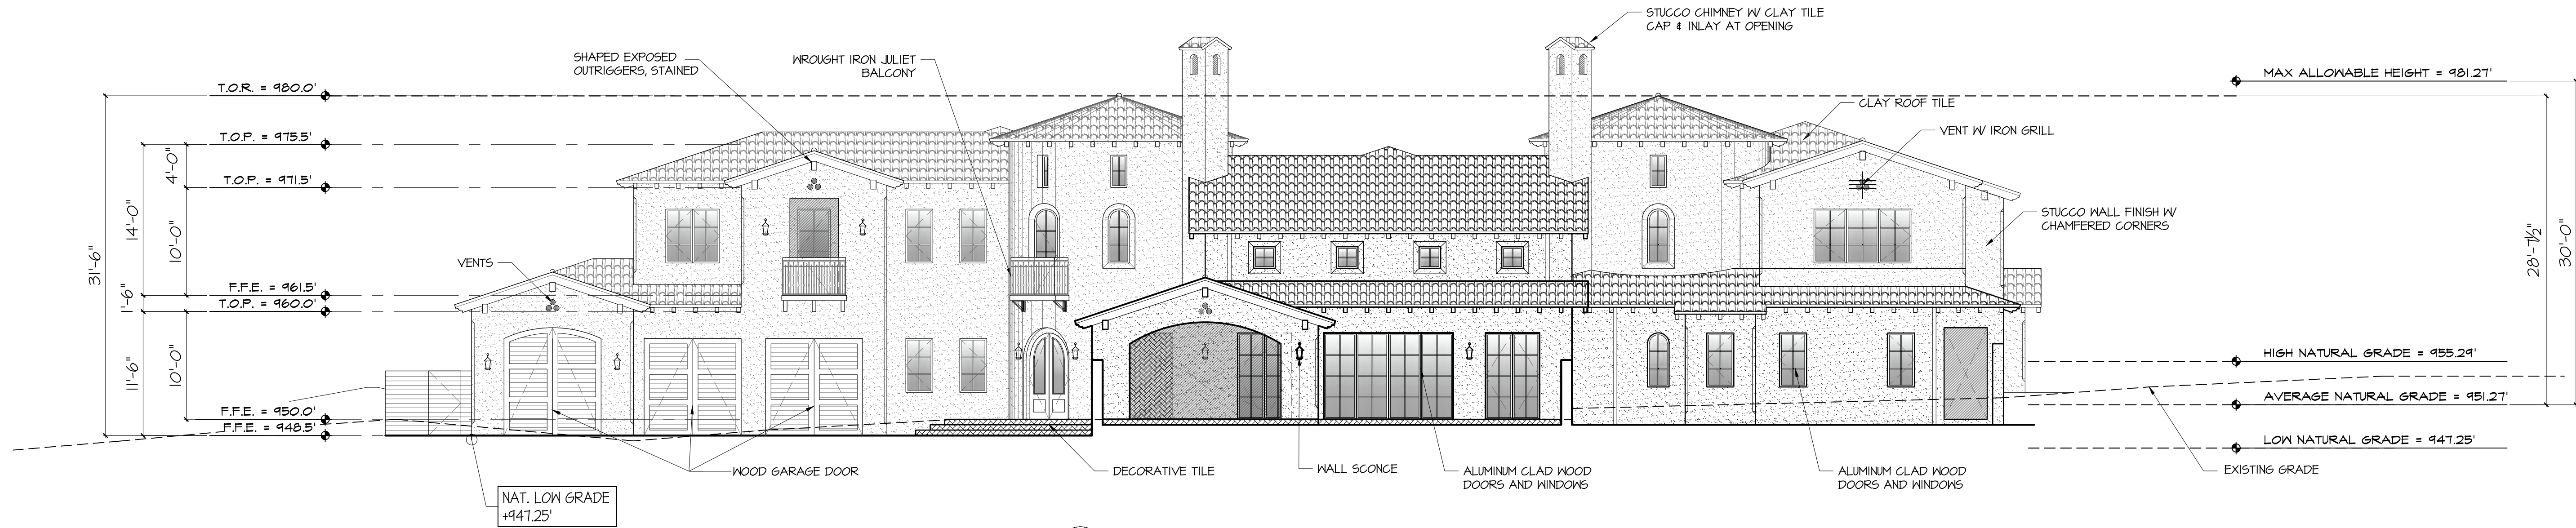 STUCCO CHIMNEY W/ CLAY TILE
CAP & INLAY AT OPENING
SHAPED EXPOSED
OUTRIGGERS, STAINED
WROUGHT IRON JULIET
BALCONY
MAX ALLOWABLE HEIGHT = 981.27'
T.O.R. = 980.0'
CLAY ROOF TILE
VENT W/ IRON GRILL
T.O.P. = 975.5'
4'-0"
T.O.P. = 971.5'
STUCCO WALL FINISH W/
CHAMFERED CORNERS
14'-0"
10'-0"
31'-6"
28'-7½"
30'-0"
VENTS
F.F.E. = 961.5'
1'-6"
T.O.P. = 960.0'
11'-6"
10'-0"
HIGH NATURAL GRADE = 955.29'
AVERAGE NATURAL GRADE = 951.27'
F.F.E. = 950.0'
F.F.E. = 948.5'
LOW NATURAL GRADE = 947.25'
WOOD GARAGE DOOR
DECORATIVE TILE
WALL SCONCE
ALUMINUM CLAD WOOD
DOORS AND WINDOWS
ALUMINUM CLAD WOOD
DOORS AND WINDOWS
EXISTING GRADE
NAT. LOW GRADE
+947.25'